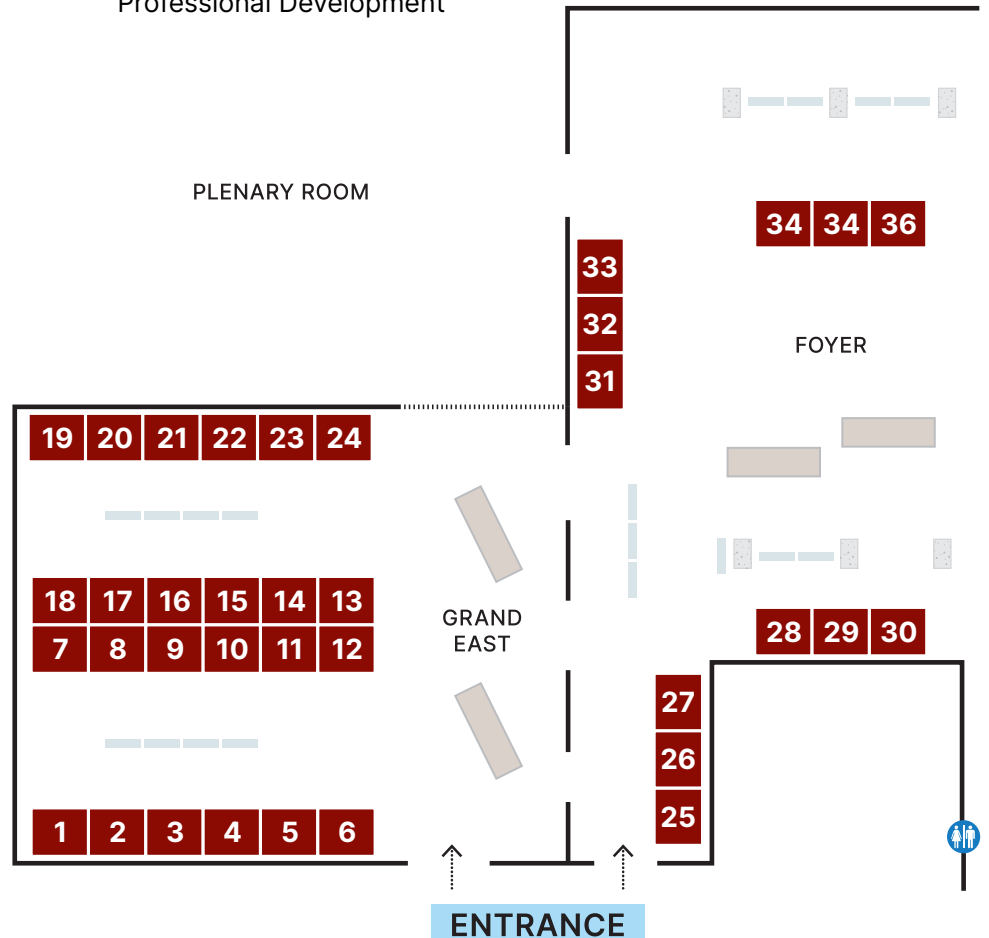 Professional Development
PLENARY ROOM
34 34 36
33
32
31
FOYER
19 20 21 22 23 24
18 17 16 15 14 13
7 8 9 10 11 12
GRAND
EAST
28 29 30
27
26
25
1 2 3 4 5 6
ENTRANCE